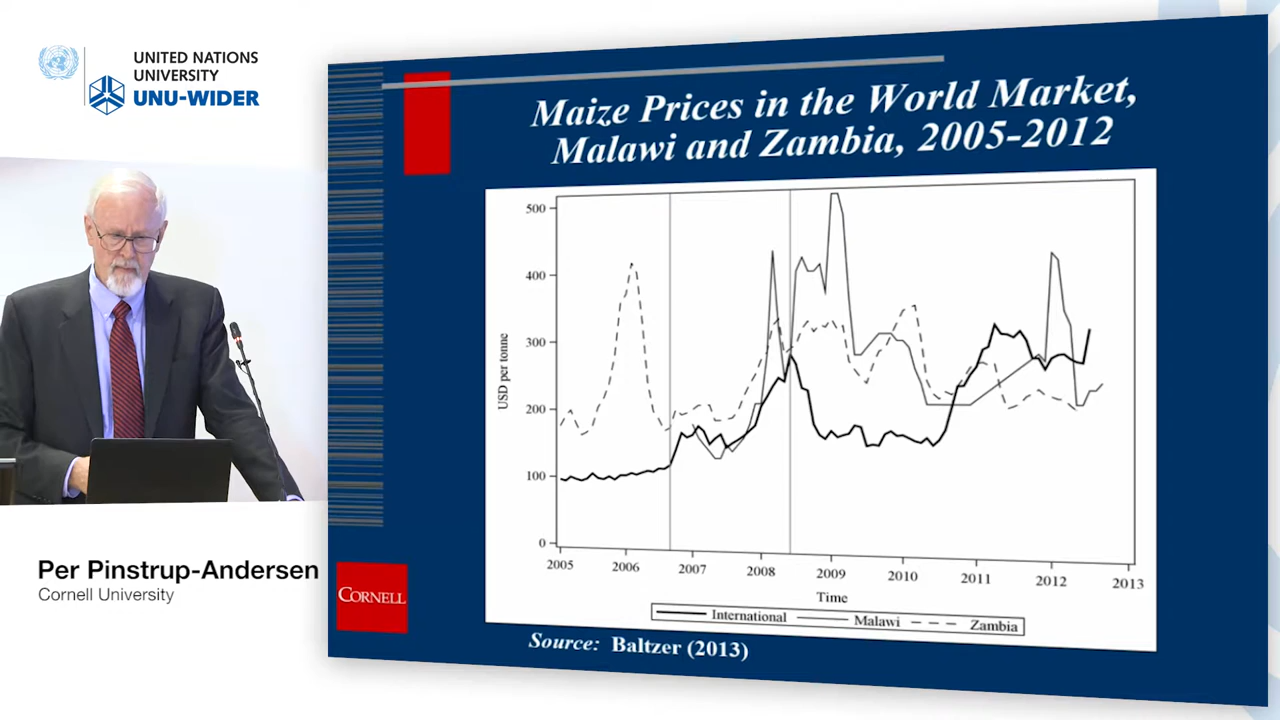 UNITED NATIONS
UNIVERSITY
UNU-WIDER
Maize Prices in the World Market,
Malawi and Zambia, 2005-2012
500
400
300
200
100
0
USD per tonne
2005 2006 2007 2008 2009 2010 2011 2012 2013
Time
International Malawi Zambia
Source: Baltzer (2013)
CORNELL
Per Pinstrup-Andersen
Cornell University